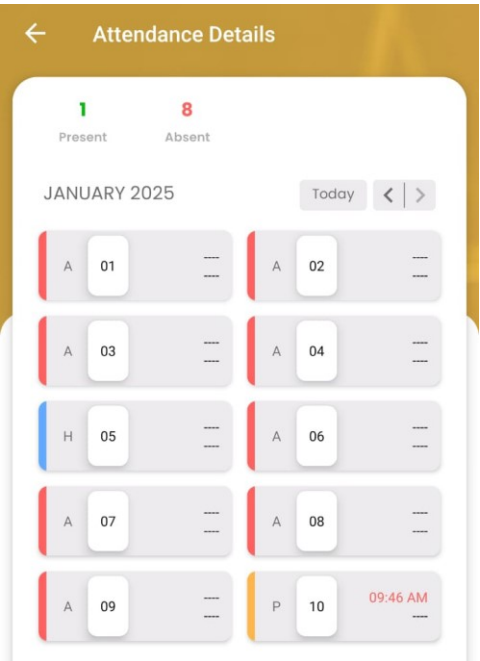 Attendance Details
1 8
Present Absent
JANUARY 2025 Today
A 01 ---- ---- A 02 ---- ----
A 03 ---- ---- A 04 ---- ----
H 05 ---- ---- A 06 ---- ----
A 07 ---- ---- A 08 ---- ----
A 09 ---- ---- P 10 09:46 AM ----